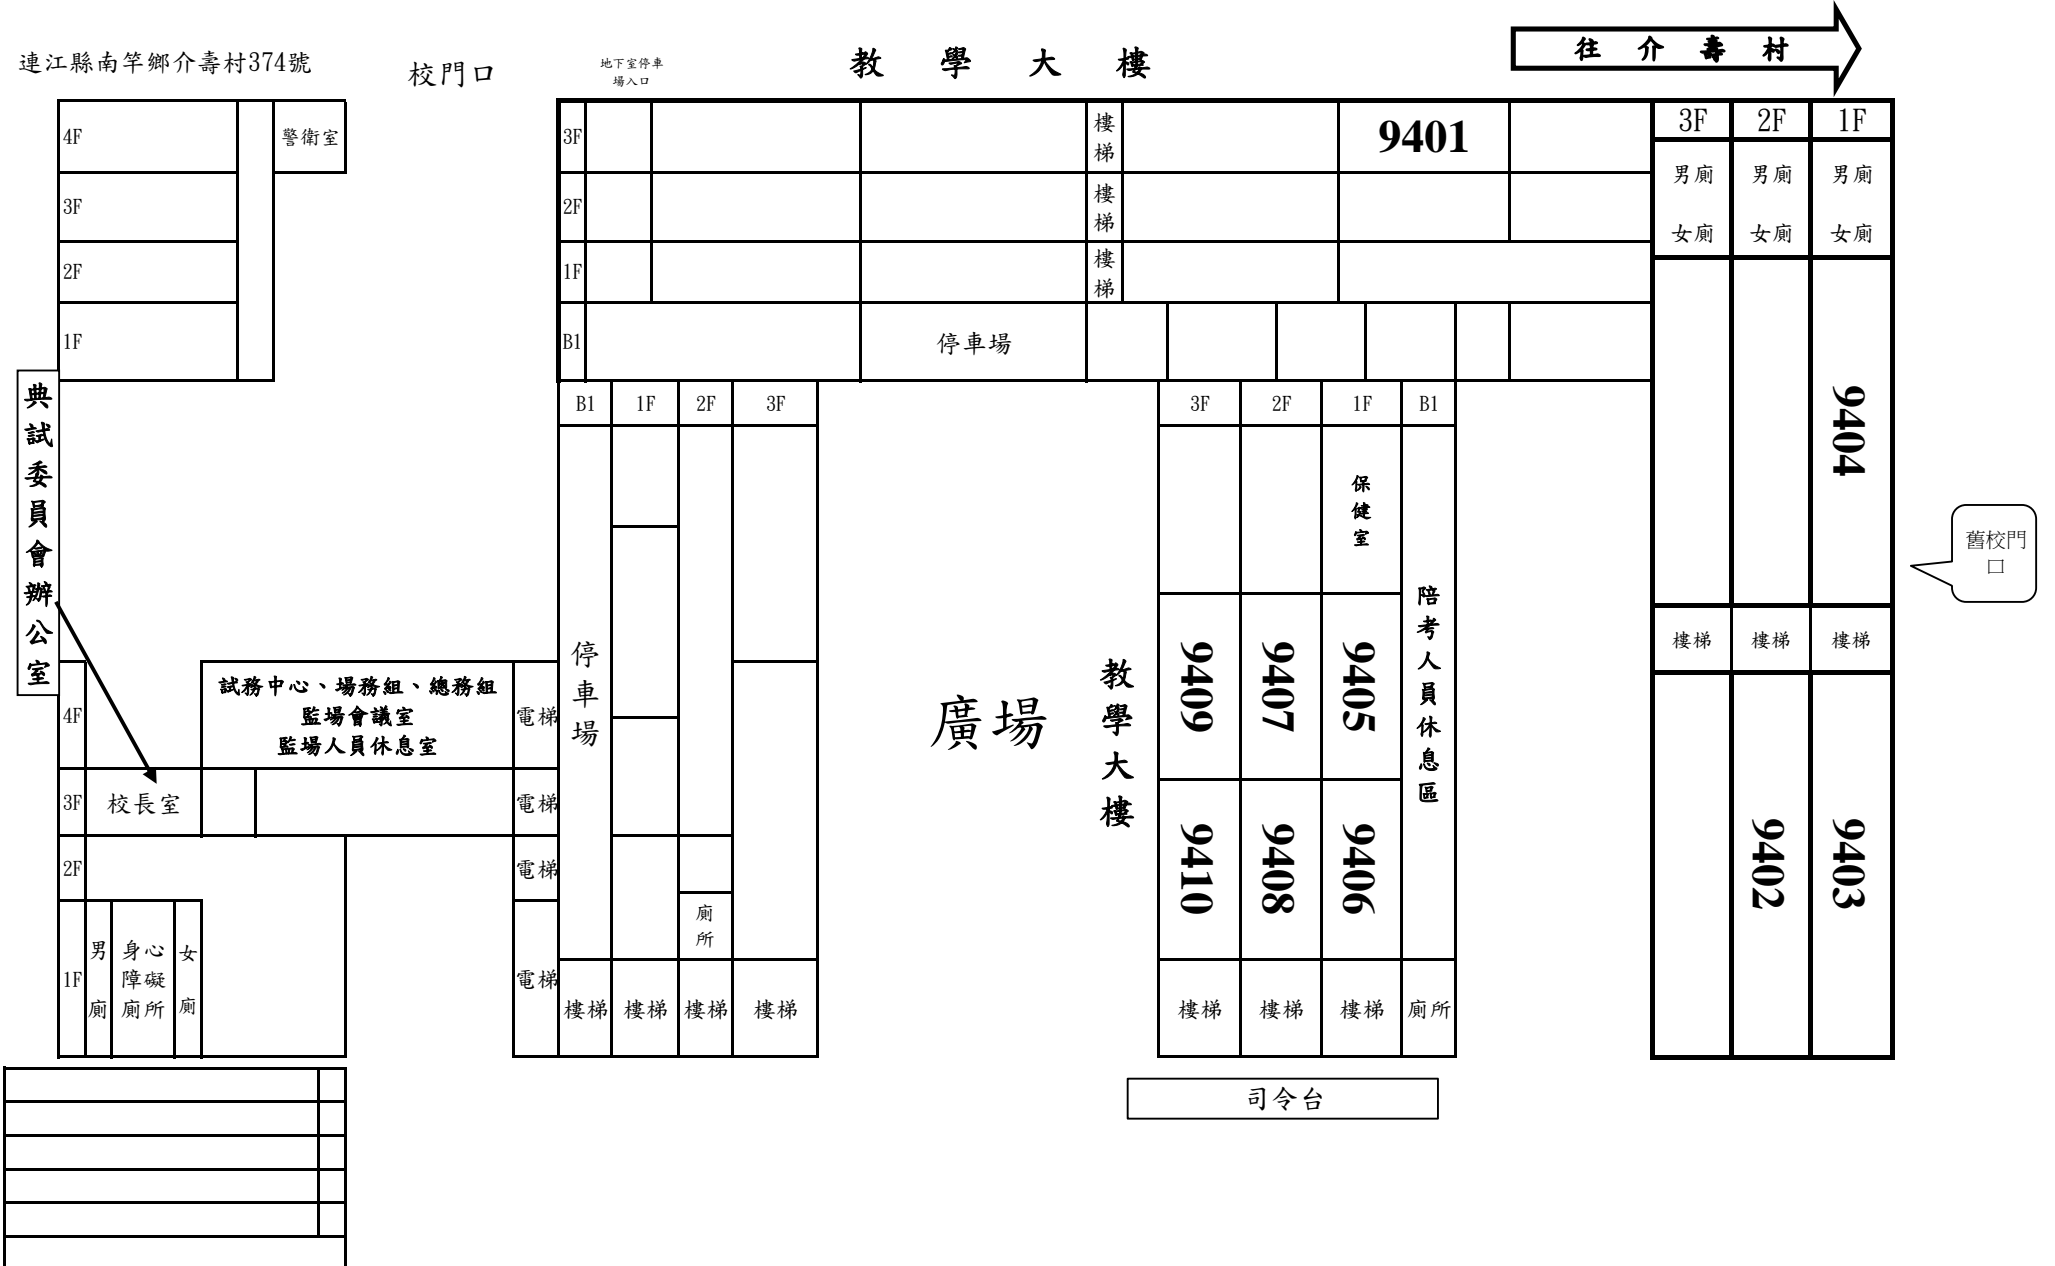 連江縣南竿鄉介壽村374號
校門口
地下室停車
場入口
教學大樓
往介壽村
4F
警衛室
3F
2F
1F
3F
樓梯
9401
2F
樓梯
1F
樓梯
B1
停車場
3F
2F
1F
男廁
男廁
男廁
女廁
女廁
女廁
9404
樓梯
樓梯
樓梯
9402
9403
舊校門
口
典試委員會辦公室
B1
1F
2F
3F
停車場
廁所
樓梯
樓梯
樓梯
樓梯
廣場
教學大樓
3F
2F
1F
B1
保健室
陪考人員休息區
9409
9407
9405
9410
9408
9406
樓梯
樓梯
樓梯
廁所
4F
試務中心、場務組、總務組
監場會議室
監場人員休息室
電梯
3F
校長室
電梯
2F
電梯
1F
男廁
身心
障礙
廁所
女廁
電梯
司令台